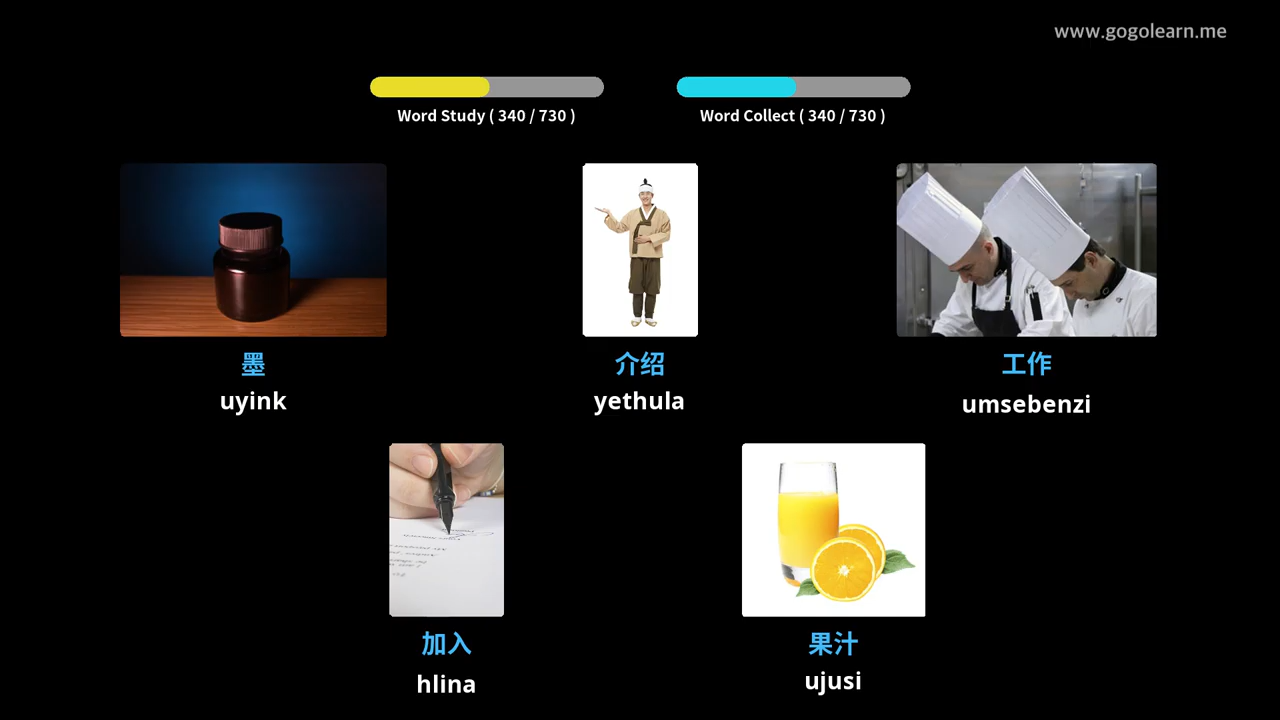 www.gogolearn.me
Word Study ( 340 / 730 )
Word Collect ( 340 / 730 )
墨
uyink
介绍
yethula
工作
umsebenzi
加入
hlina
果汁
ujusi